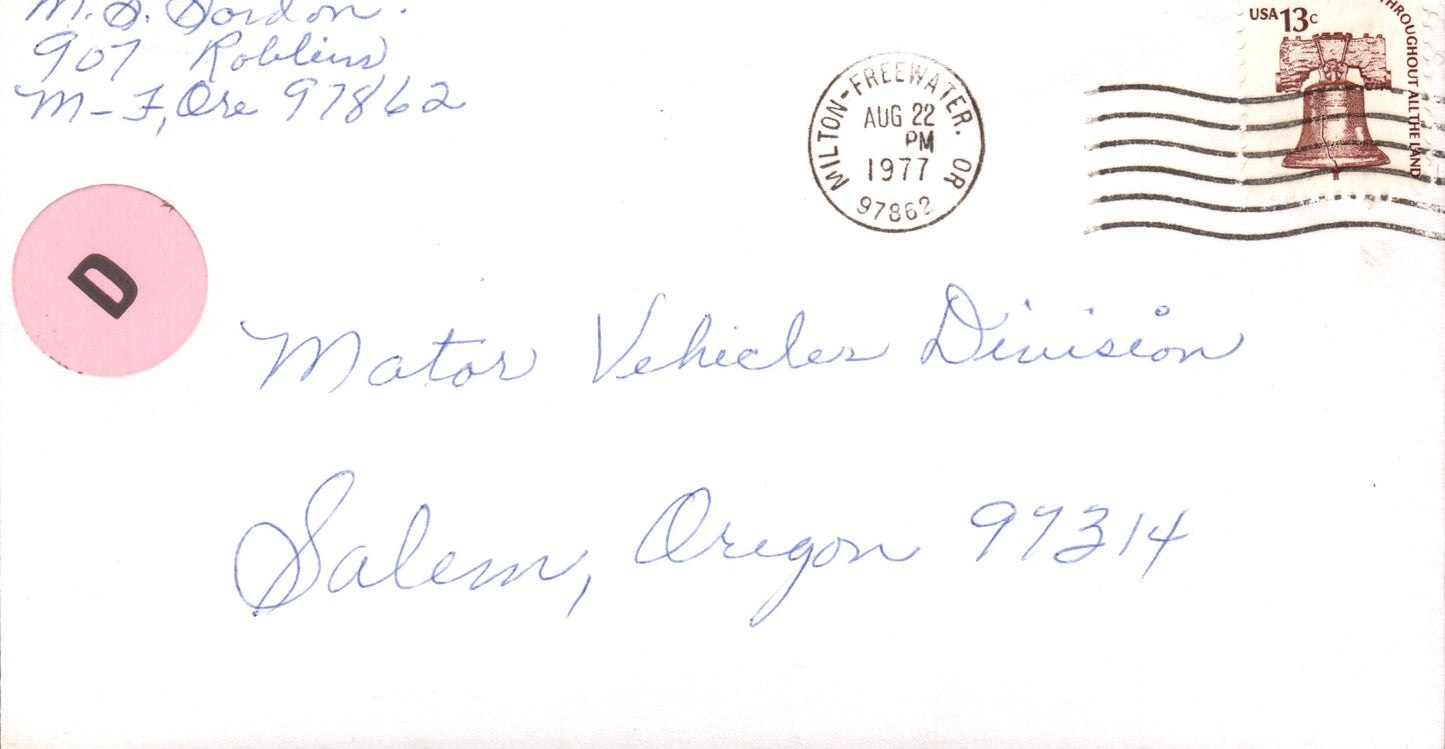 M. G. Gordon.
907 Robbins
M-F, Ore 97862
MILTON-FREEWATER. OR
AUG 22
PM
1977
97862
USA 13c
THROUGHOUT ALL THE LAND
D
Motor Vehicles Division
Salem, Oregon 97314